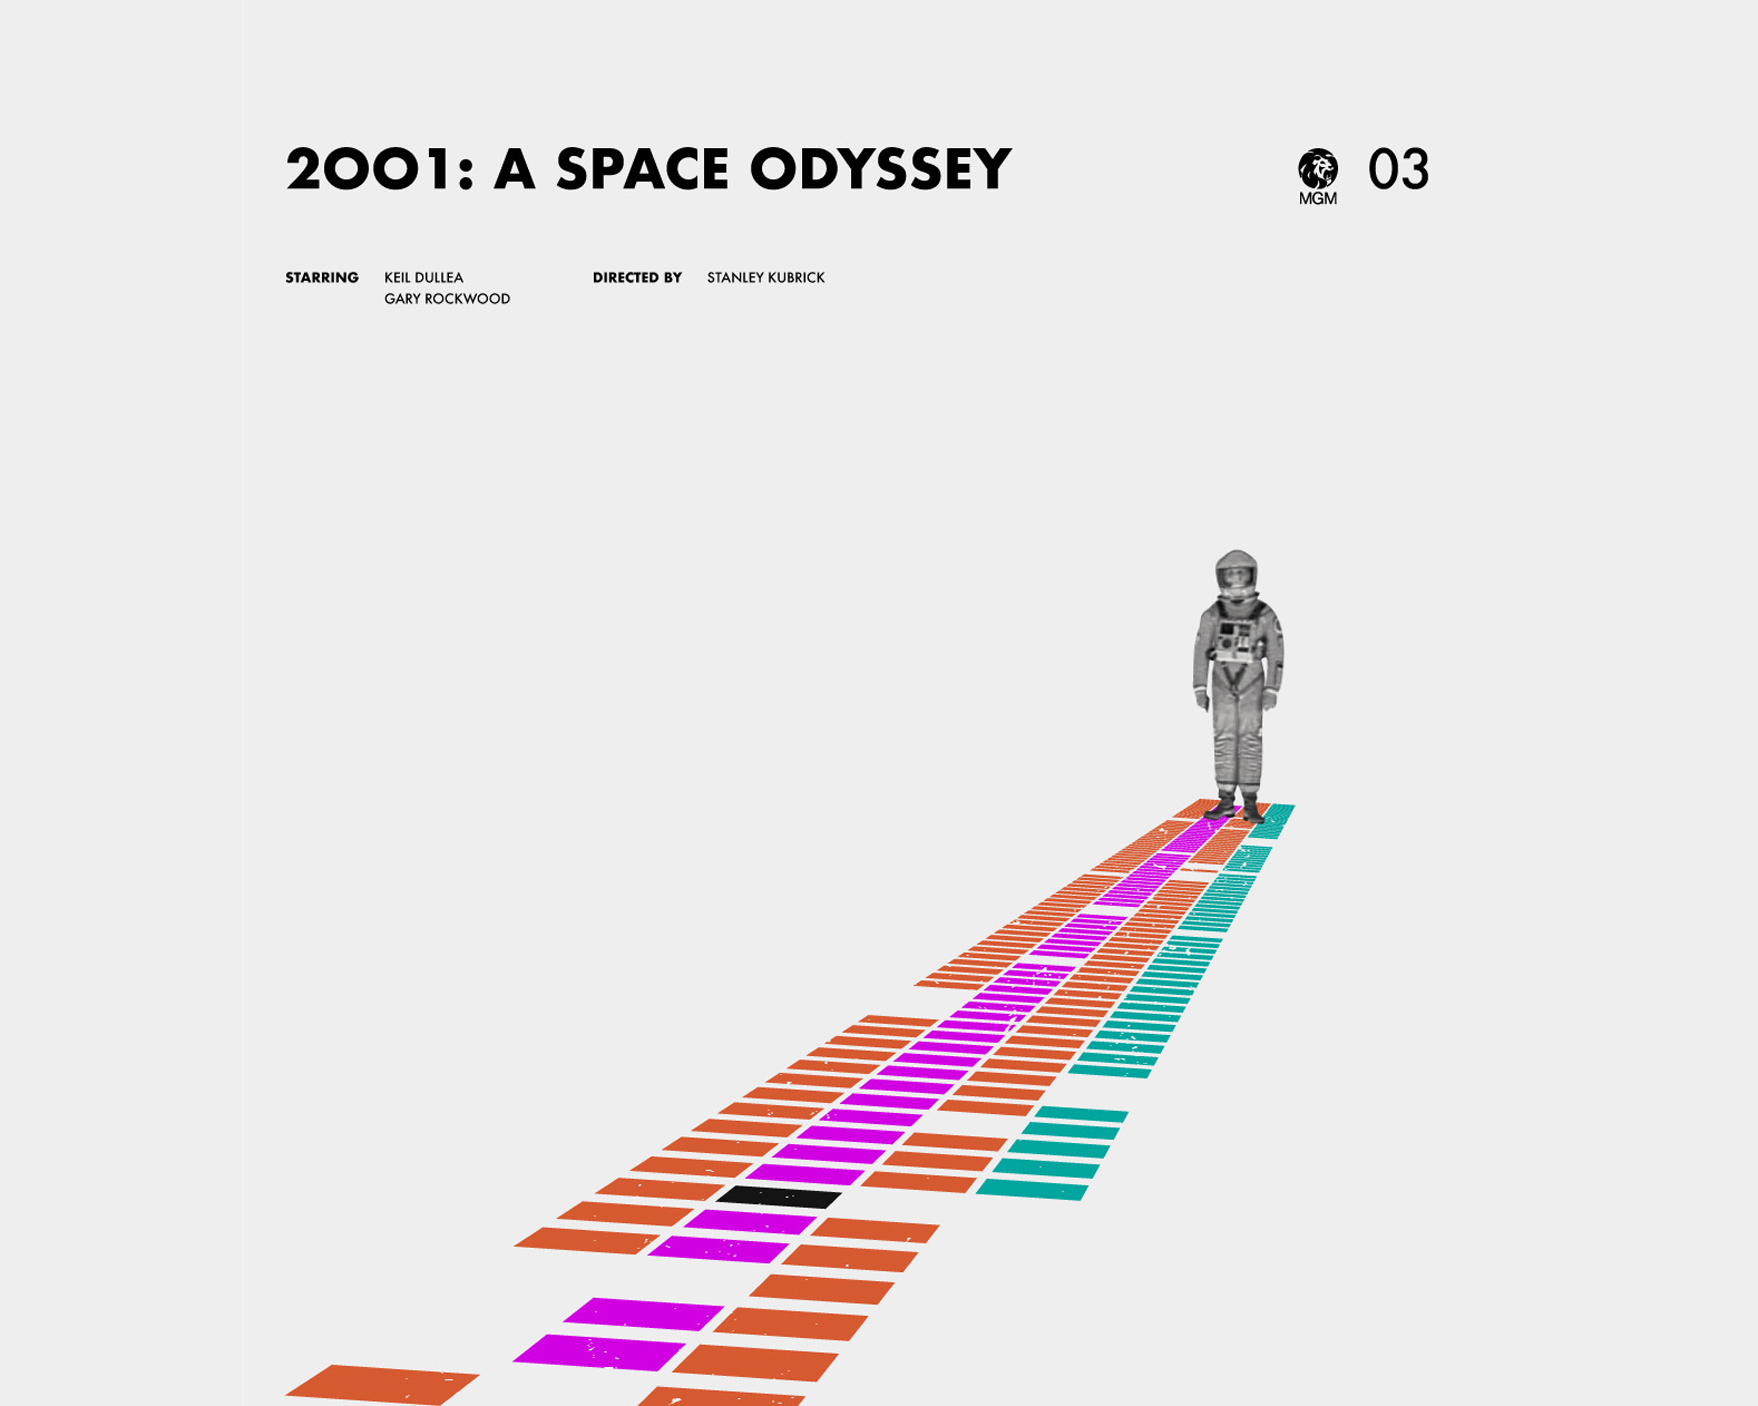 2001: A SPACE ODYSSEY
MGM
03
STARRING KEIL DULLEA
GARY ROCKWOOD
DIRECTED BY STANLEY KUBRICK